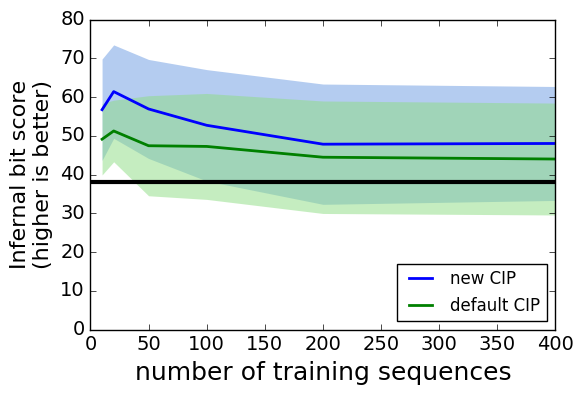 80
70
60
50
40
30
20
10
0
Infernal bit score
(higher is better)
new CIP
default CIP
0 50 100 150 200 250 300 350 400
number of training sequences